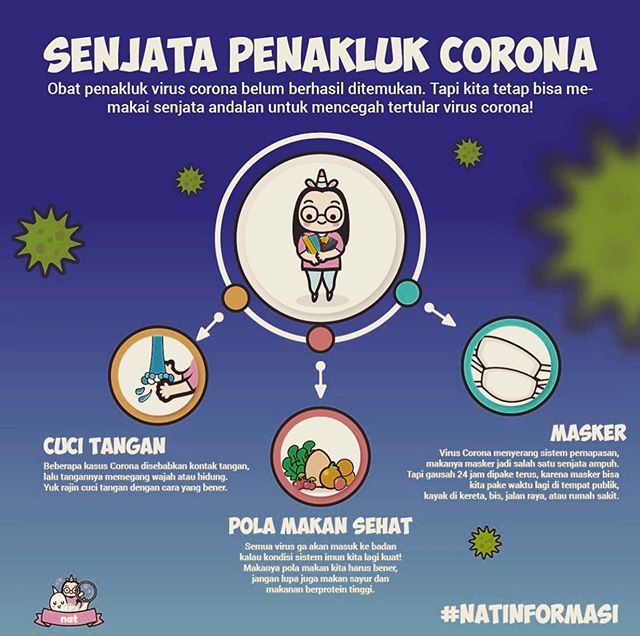 SENJATA PENAKLUK CORONA
Obat penakluk virus corona belum berhasil ditemukan. Tapi kita tetap bisa me-
makai senjata andalan untuk mencegah tertular virus corona!
CUCI TANGAN
Beberapa kasus Corona disebabkan kontak tangan,
lalu tangannya memegang wajah atau hidung.
Yuk rajin cuci tangan dengan cara yang bener.
MASKER
Virus Corona menyerang sistem pernapasan,
makanya masker jadi salah satu senjata ampuh.
Tapi gausah 24 jam dipake terus, karena masker bisa
kita pake waktu lagi di tempat publik,
kayak di kereta, bis, jalan raya, atau rumah sakit.
POLA MAKAN SEHAT
Semua virus ga akan masuk ke badan
kalau kondisi sistem imun kita lagi kuat!
Makanya pola makan kita harus bener,
jangan lupa juga makan sayur dan
makanan berprotein tinggi.
nat
#NATINFORMASI